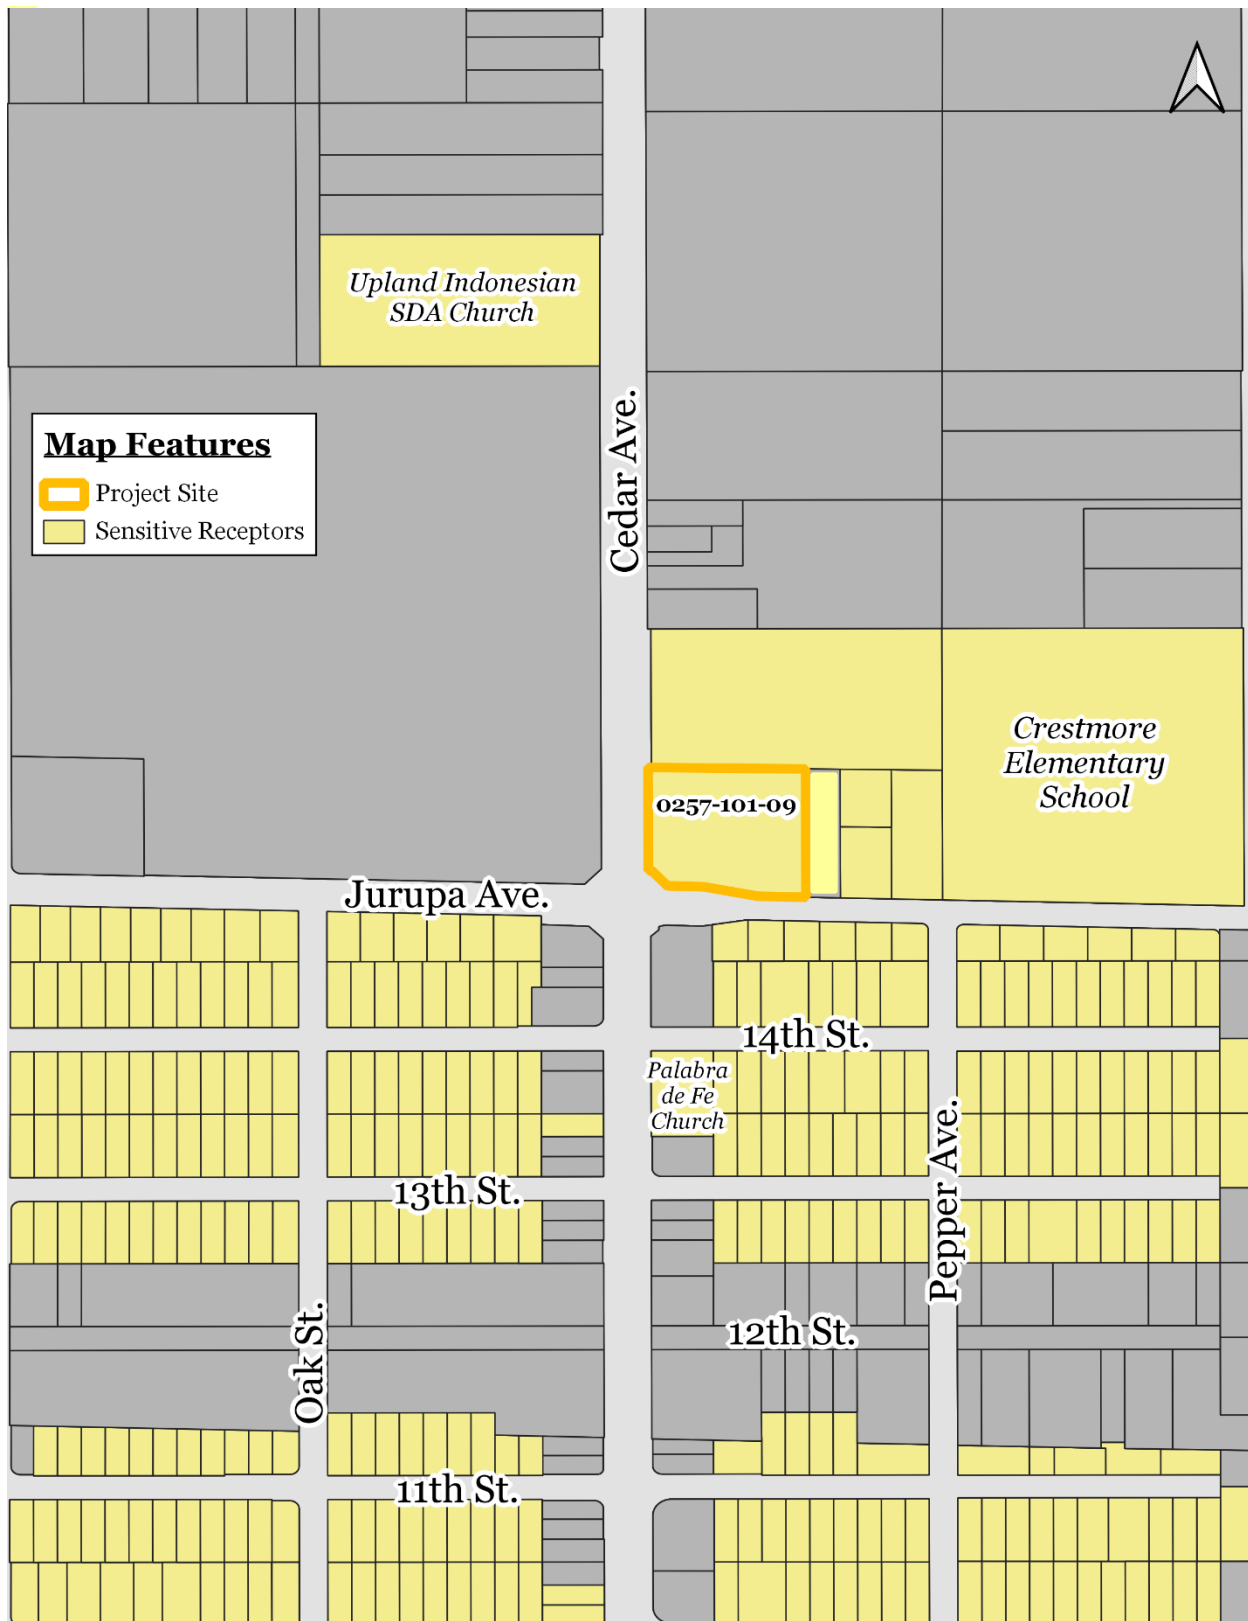 Upland Indonesian
SDA Church
Map Features
Project Site
Sensitive Receptors
Cedar Ave.
Crestmore
Elementary
School
0257-101-09
Jurupa Ave.
14th St.
Palabra
de Fe
Church
Pepper Ave.
13th St.
Oak St.
12th St.
11th St.